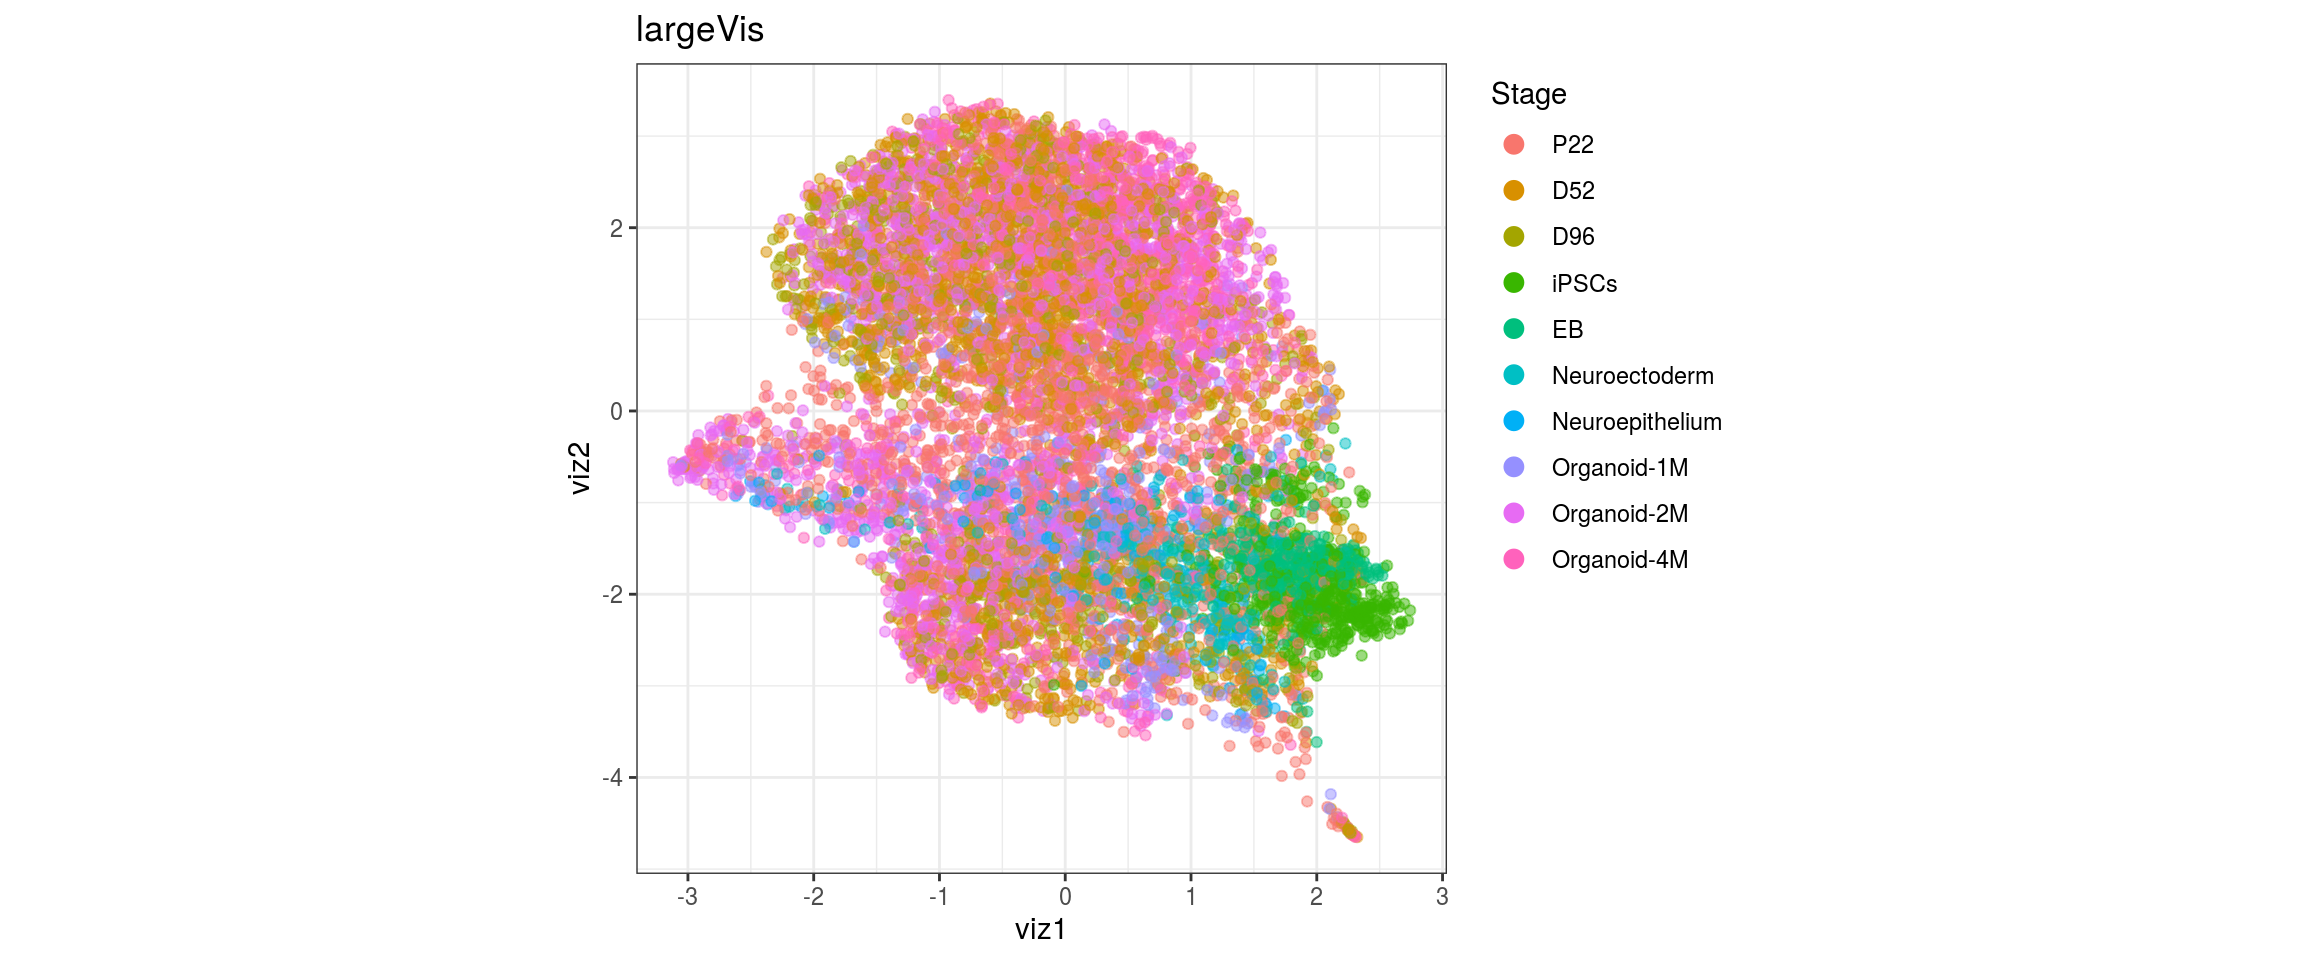 largeVis
Stage
P22
D52
D96
iPSCs
EB
Neuroectoderm
Neuroepithelium
Organoid-1M
Organoid-2M
Organoid-4M
2
0
-2
-4
viz2
-3 -2 -1 0 1 2 3
viz1